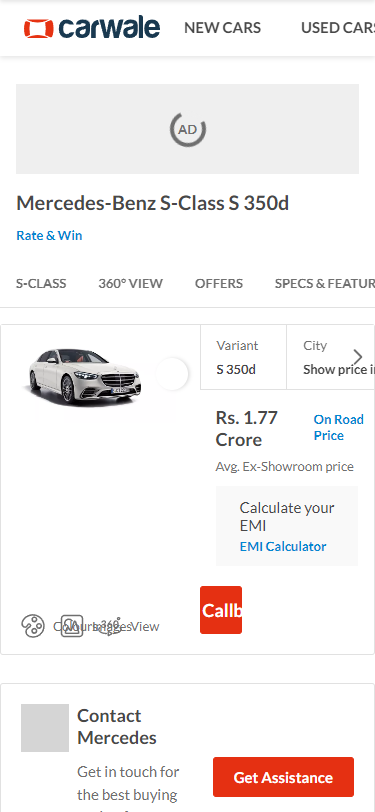 carwale NEW CARS USED CARS
AD
Mercedes-Benz S-Class S 350d
Rate & Win
S-CLASS 360° VIEW OFFERS SPECS & FEATUR
Variant City
S 350d Show price i
Rs. 1.77 On Road
Crore Price
Avg. Ex-Showroom price
Calculate your
EMI
EMI Calculator
Callb
Colours Images 360° View
Contact
Mercedes
Get in touch for
the best buying
Get Assistance